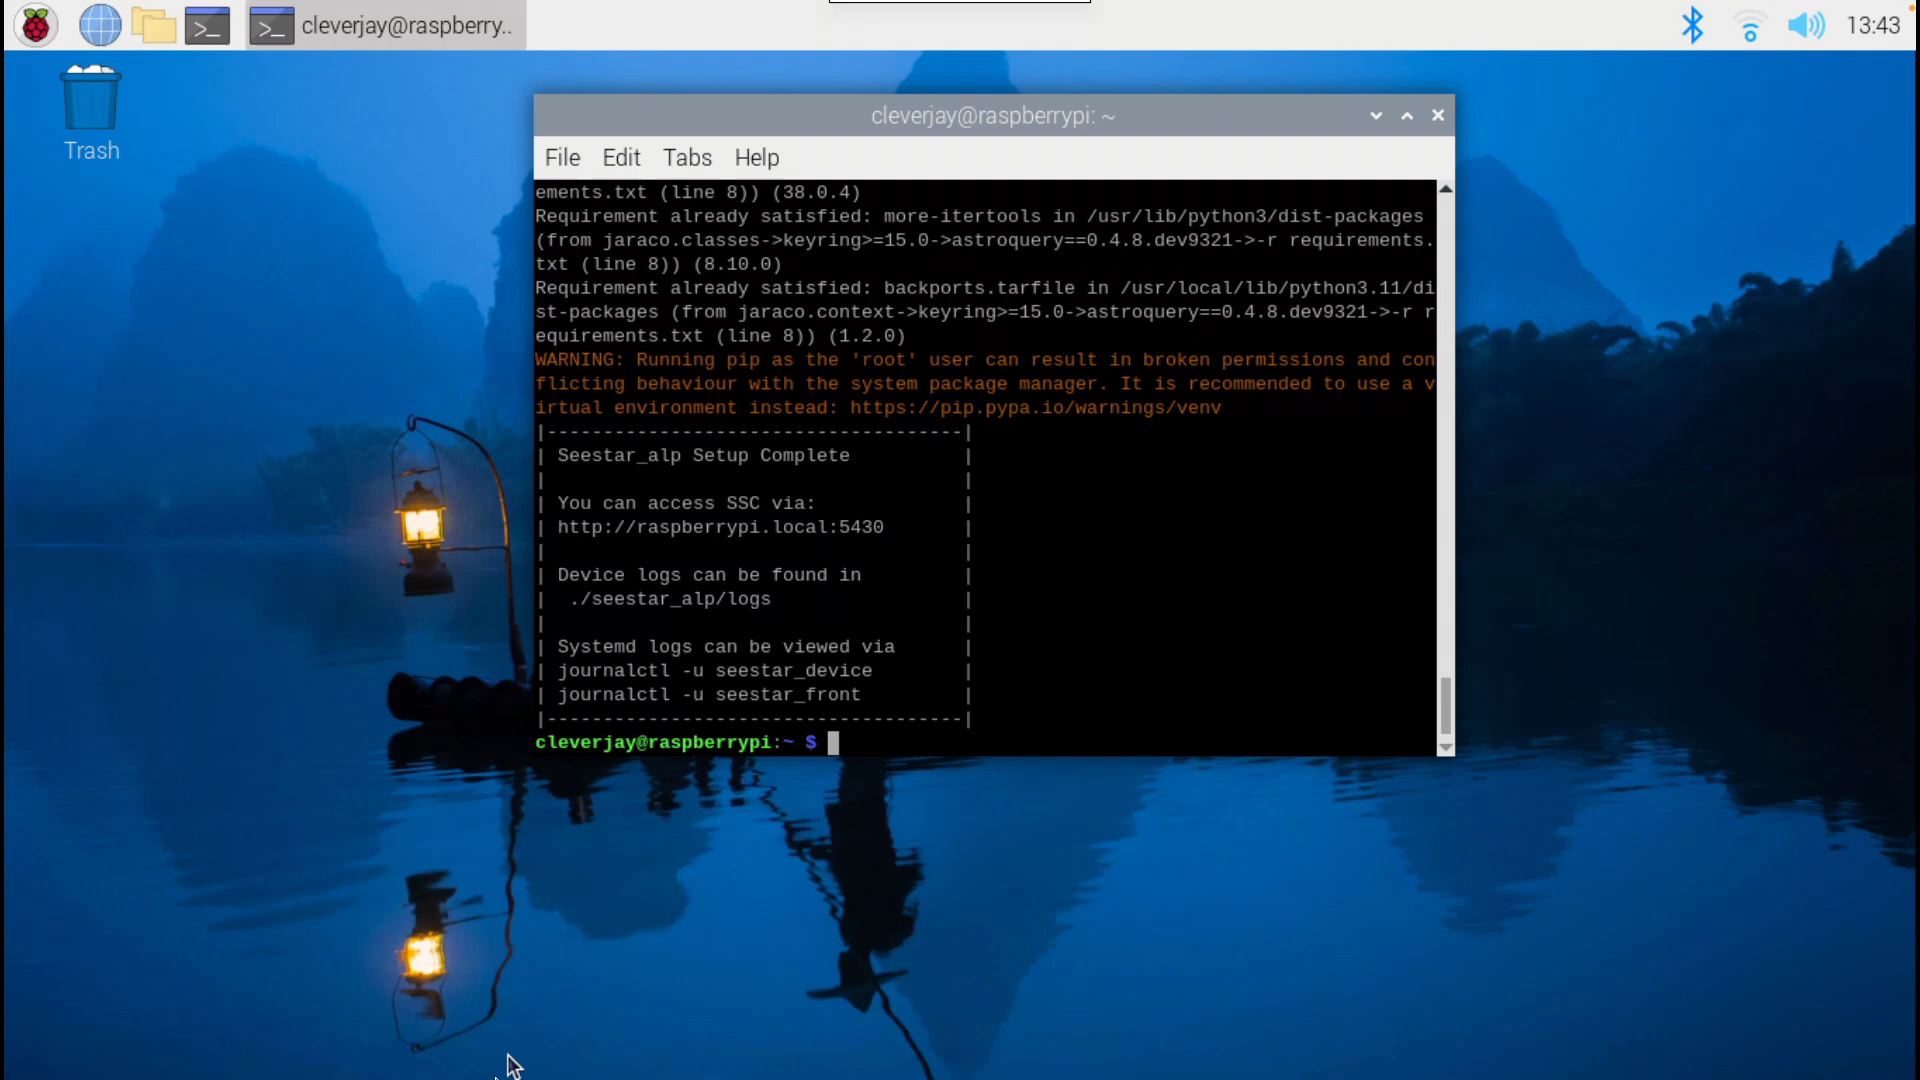 cleverjay@raspberry..
13:43
Trash
cleverjay@raspberrypi: ~
File Edit Tabs Help
ements.txt (line 8)) (38.0.4)
Requirement already satisfied: more-itertools in /usr/lib/python3/dist-packages
(from jaraco.classes->keyring>=15.0->astroquery==0.4.8.dev9321->-r requirements.
txt (line 8)) (8.10.0)
Requirement already satisfied: backports.tarfile in /usr/local/lib/python3.11/di
st-packages (from jaraco.context->keyring>=15.0->astroquery==0.4.8.dev9321->-r r
equirements.txt (line 8)) (1.2.0)
WARNING: Running pip as the 'root' user can result in broken permissions and con
flicting behaviour with the system package manager. It is recommended to use a v
irtual environment instead: https://pip.pypa.io/warnings/venv
|-------------------------------------|
| Seestar_alp Setup Complete            |
|                                     |
| You can access SSC via:             |
| http://raspberrypi.local:5430       |
|                                     |
| Device logs can be found in         |
|  ./seestar_alp/logs                 |
|                                     |
| Systemd logs can be viewed via      |
| journalctl -u seestar_device        |
| journalctl -u seestar_front         |
|-------------------------------------|
cleverjay@raspberrypi:~ $